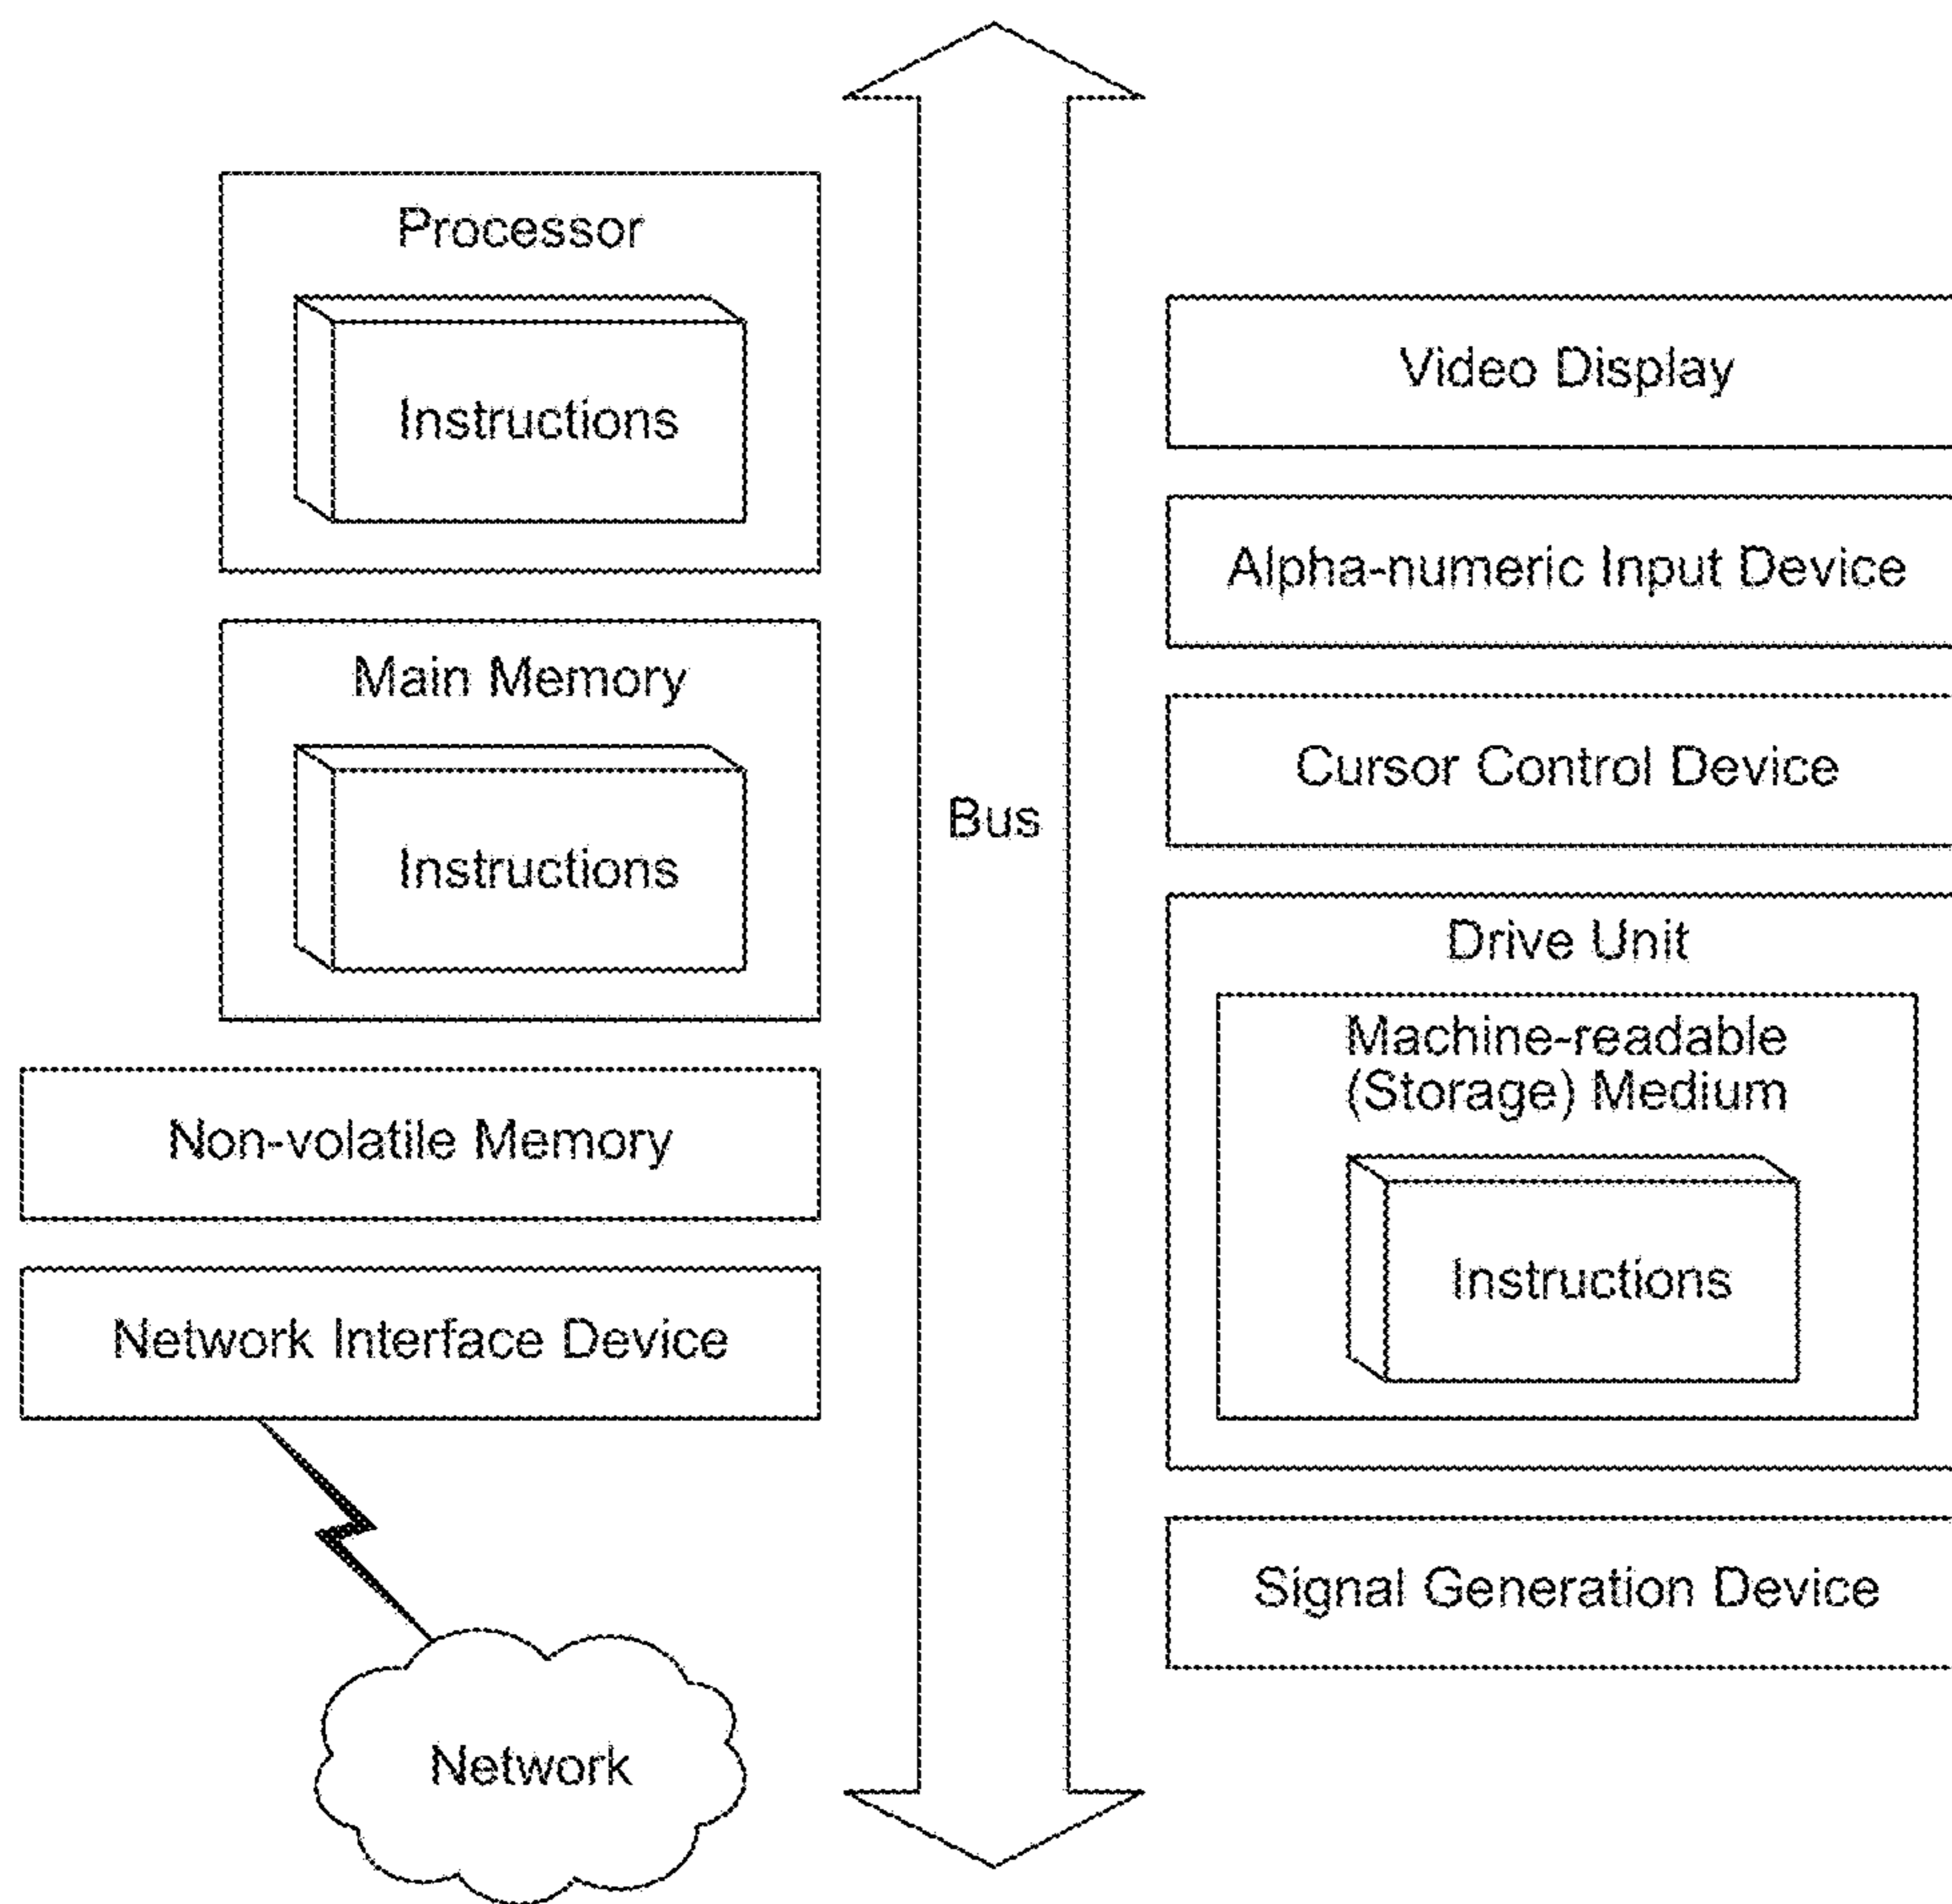 Processor
Instructions
Main Memory
Instructions
Non-volatile Memory
Network Interface Device
Network
Bus
Video Display
Alpha-numeric Input Device
Cursor Control Device
Drive Unit
Machine-readable
(Storage) Medium
Instructions
Signal Generation Device